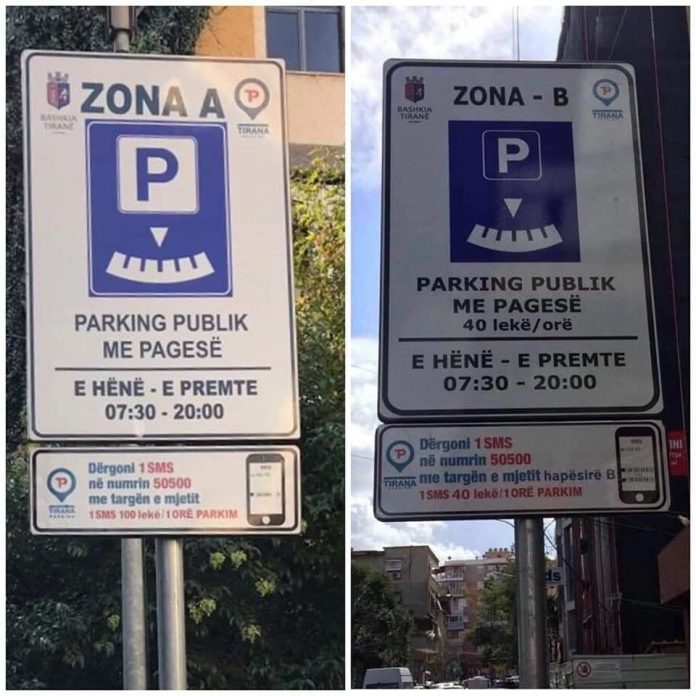 BASHKIA
TIRANË
ZONA A
TIRANA
P
PARKING PUBLIK
ME PAGESË
E HËNË - E PREMTE
07:30 - 20:00
TIRANA
Dërgoni 1 SMS
në numrin 50500
me targën e mjetit
1 SMS 100 lekë/1 ORË PARKIM
BASHKIA
TIRANË
ZONA - B
TIRANA
P
PARKING PUBLIK
ME PAGESË
40 lekë/orë
E HËNË - E PREMTE
07:30 - 20:00
TIRANA
Dërgoni 1 SMS
në numrin 50500
me targën e mjetit hapësirë B
1 SMS 40 lekë/1 ORË PARKIM